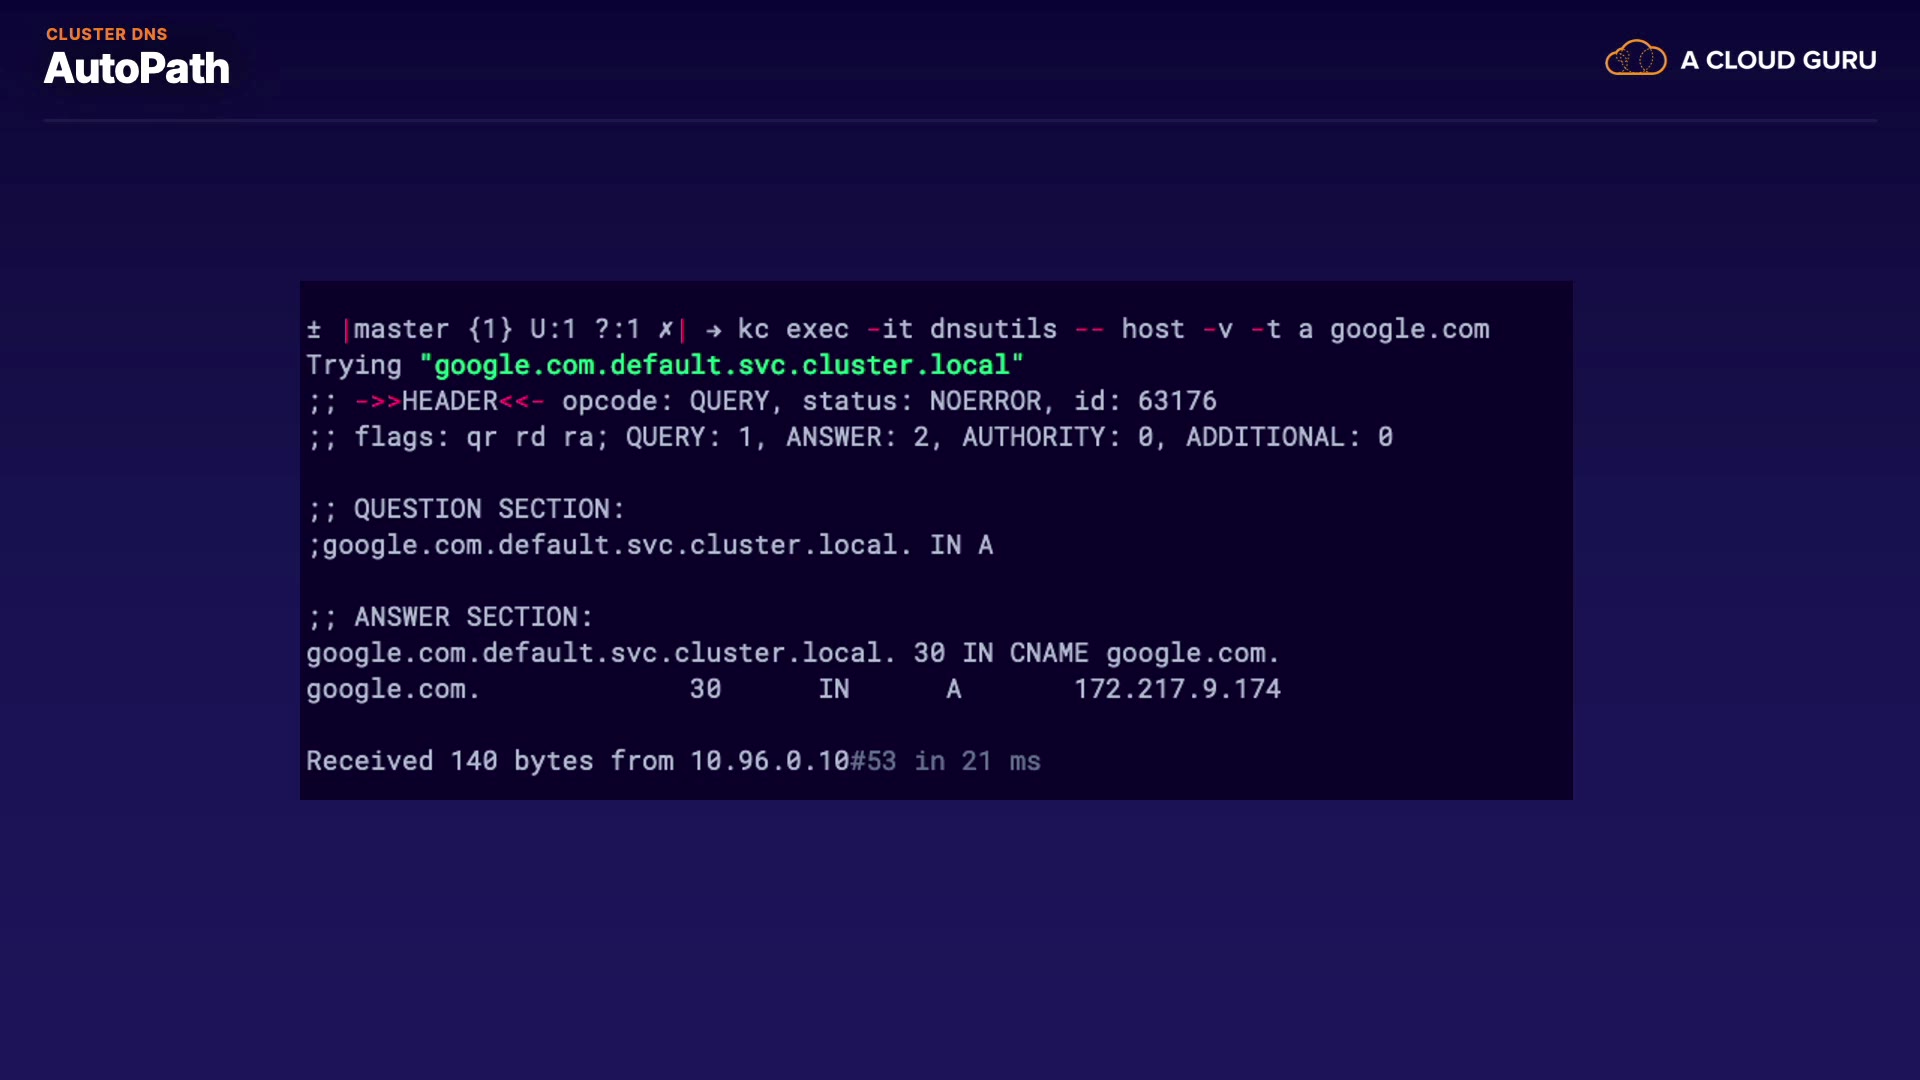 CLUSTER DNS
AutoPath
A CLOUD GURU
± |master {1} U:1 ?:1 ✗| → kc exec -it dnsutils -- host -v -t a google.com
Trying "google.com.default.svc.cluster.local"
;; ->>HEADER<<- opcode: QUERY, status: NOERROR, id: 63176
;; flags: qr rd ra; QUERY: 1, ANSWER: 2, AUTHORITY: 0, ADDITIONAL: 0
;; QUESTION SECTION:
;google.com.default.svc.cluster.local. IN A
;; ANSWER SECTION:
google.com.default.svc.cluster.local. 30 IN CNAME google.com.
google.com. 30 IN A 172.217.9.174
Received 140 bytes from 10.96.0.10#53 in 21 ms